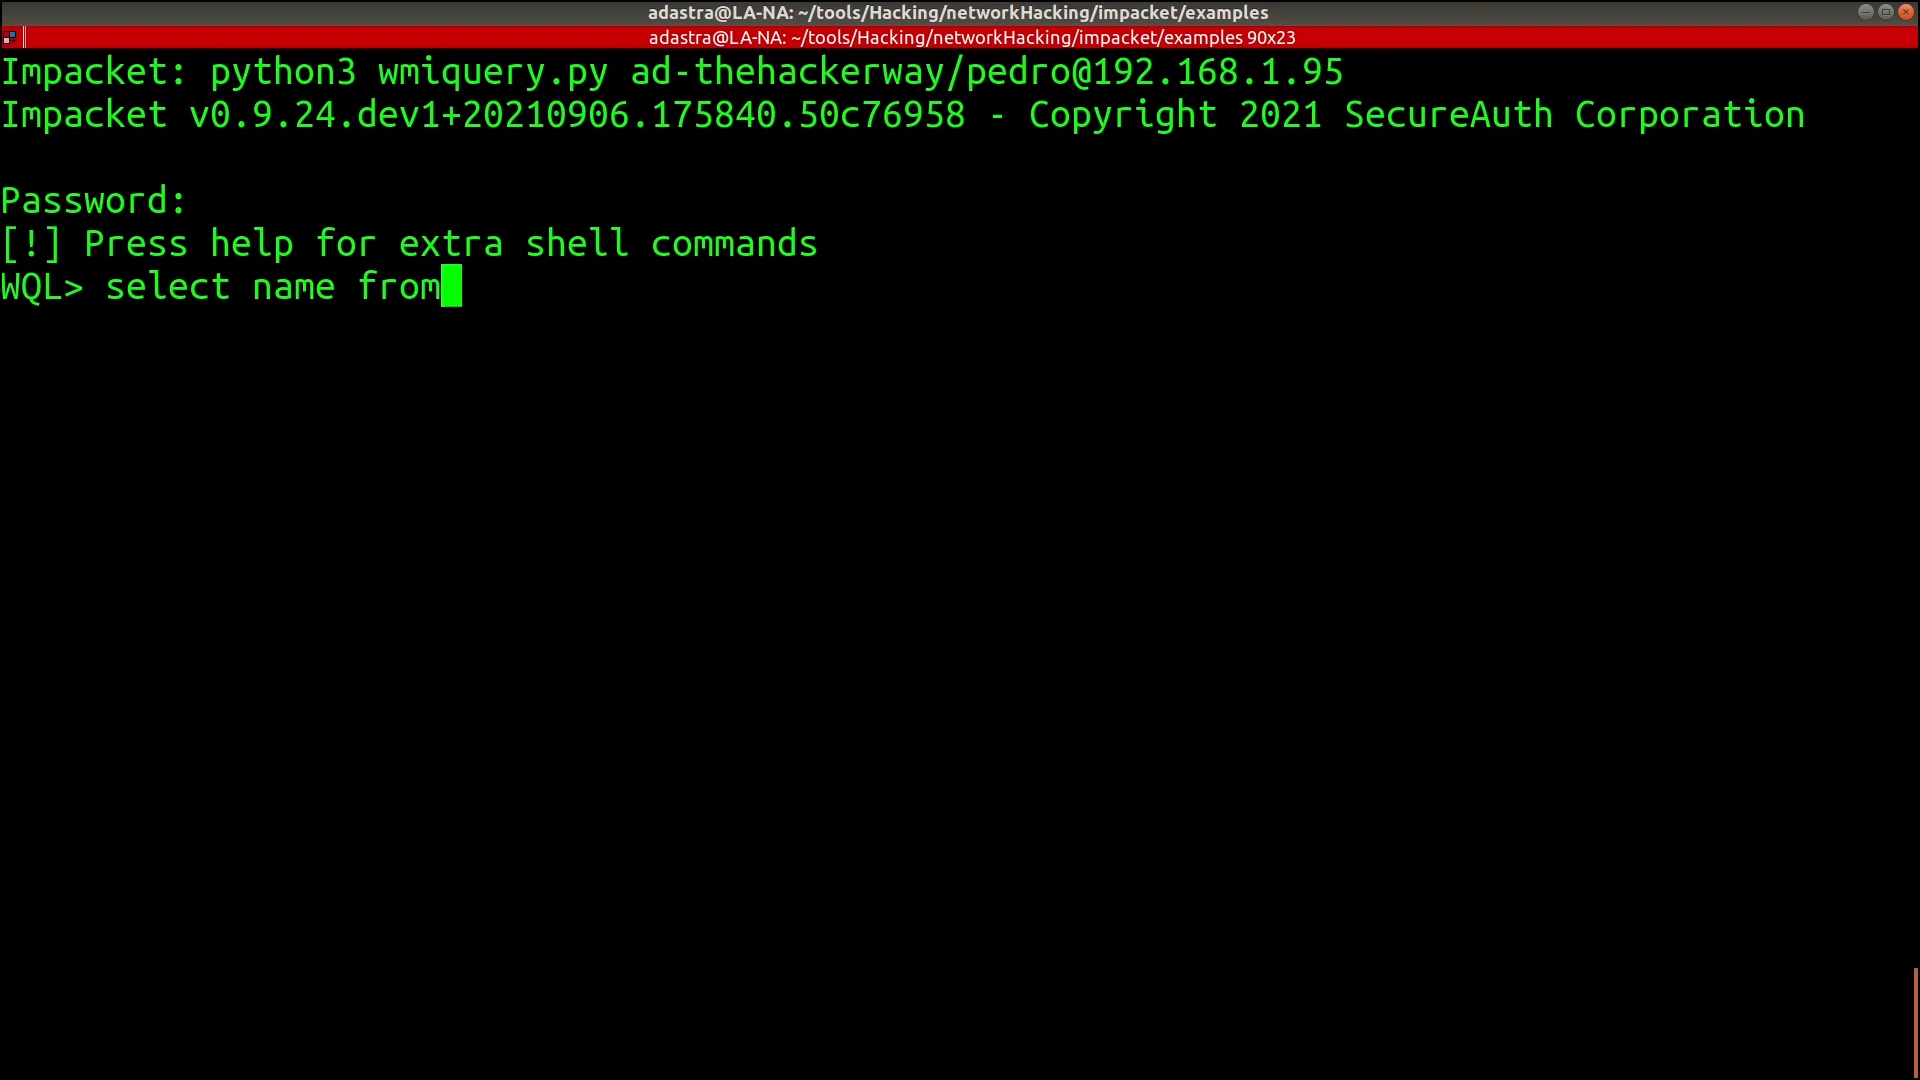 adastra@LA-NA: ~/tools/Hacking/networkHacking/impacket/examples
adastra@LA-NA: ~/tools/Hacking/networkHacking/impacket/examples 90x23
Impacket: python3 wmiquery.py ad-thehackerway/pedro@192.168.1.95
Impacket v0.9.24.dev1+20210906.175840.50c76958 - Copyright 2021 SecureAuth Corporation
Password:
[!] Press help for extra shell commands
WQL> select name from